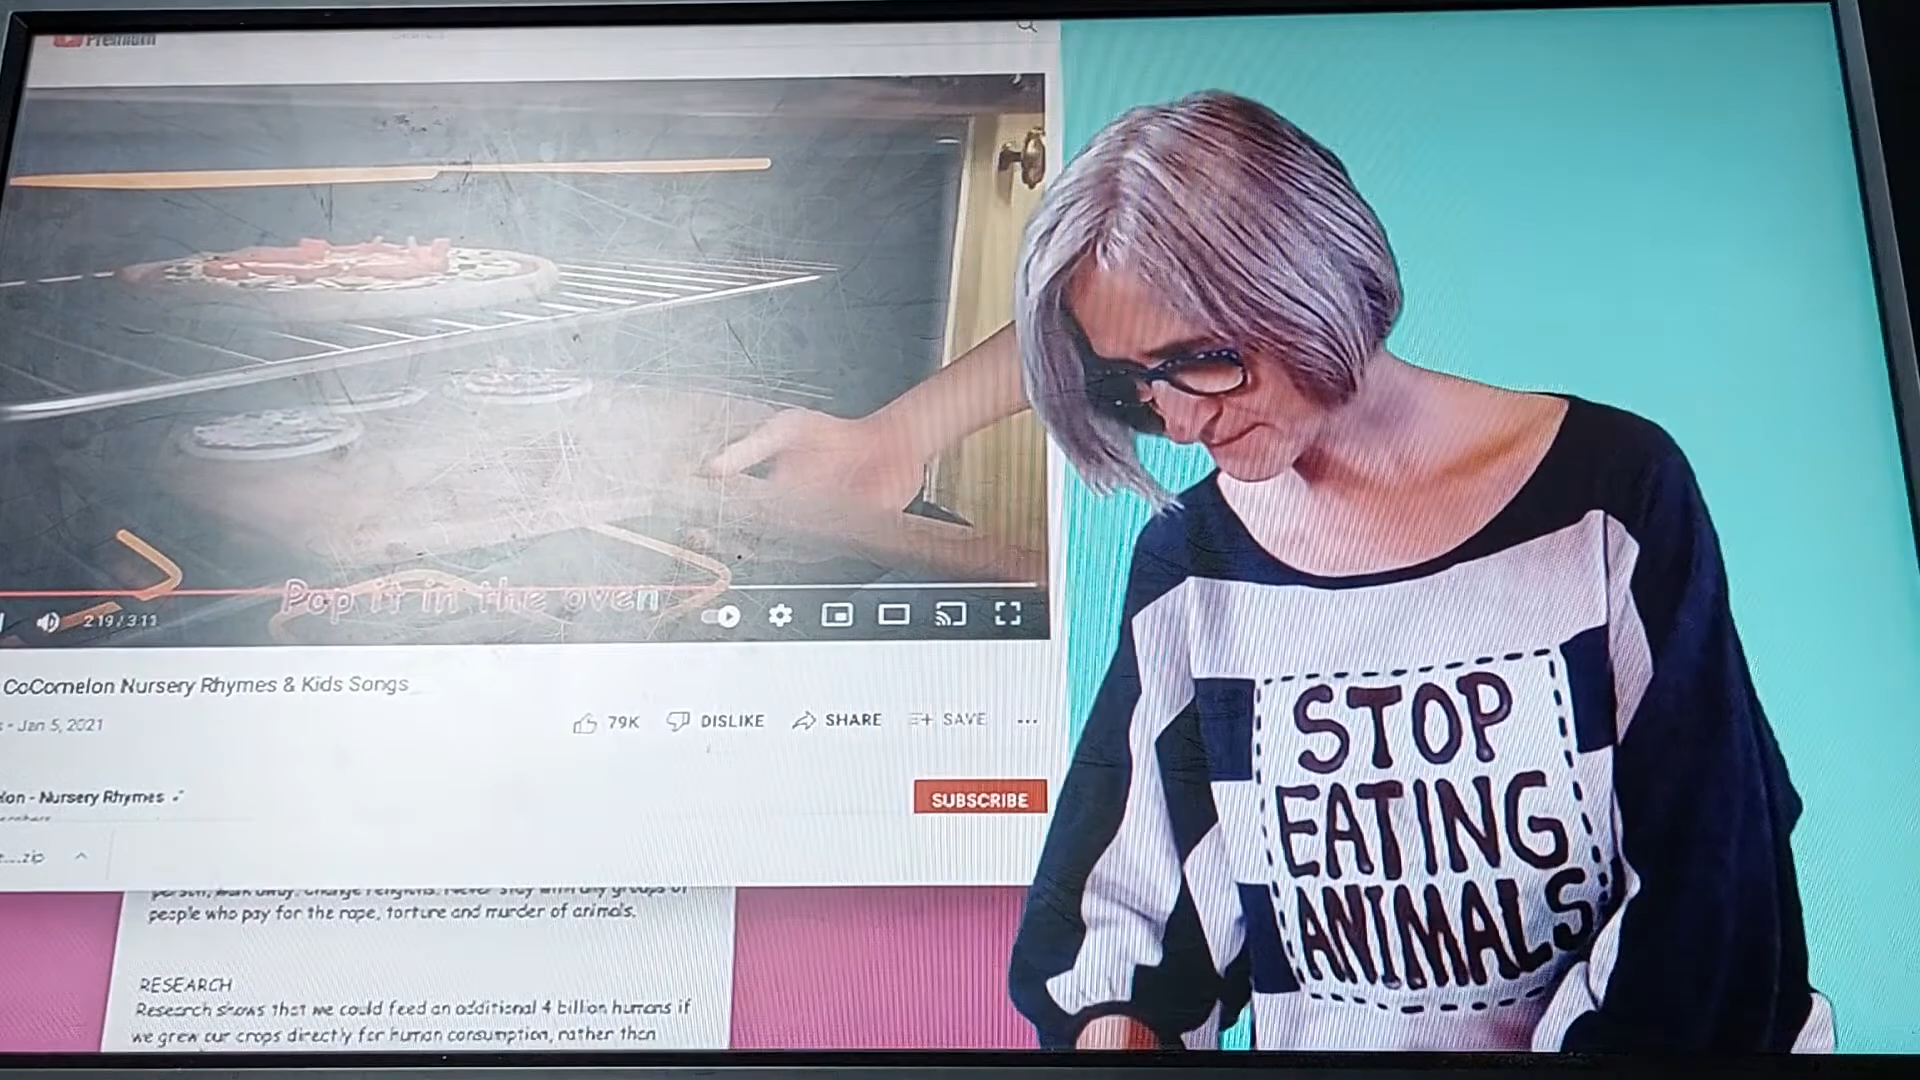 Premium
Pop it in the oven
2:19 / 3:11
CoComelon Nursery Rhymes & Kids Songs
- Jan 5, 2021
79K
DISLIKE
SHARE
SAVE
lon - Nursery Rhymes
SUBSCRIBE
....zip
people who pay for the rape, torture and murder of animals.
RESEARCH
Research shows that we could feed an additional 4 billion humans if
we grew our crops directly for human consumption, rather than
STOP
EATING
ANIMALS